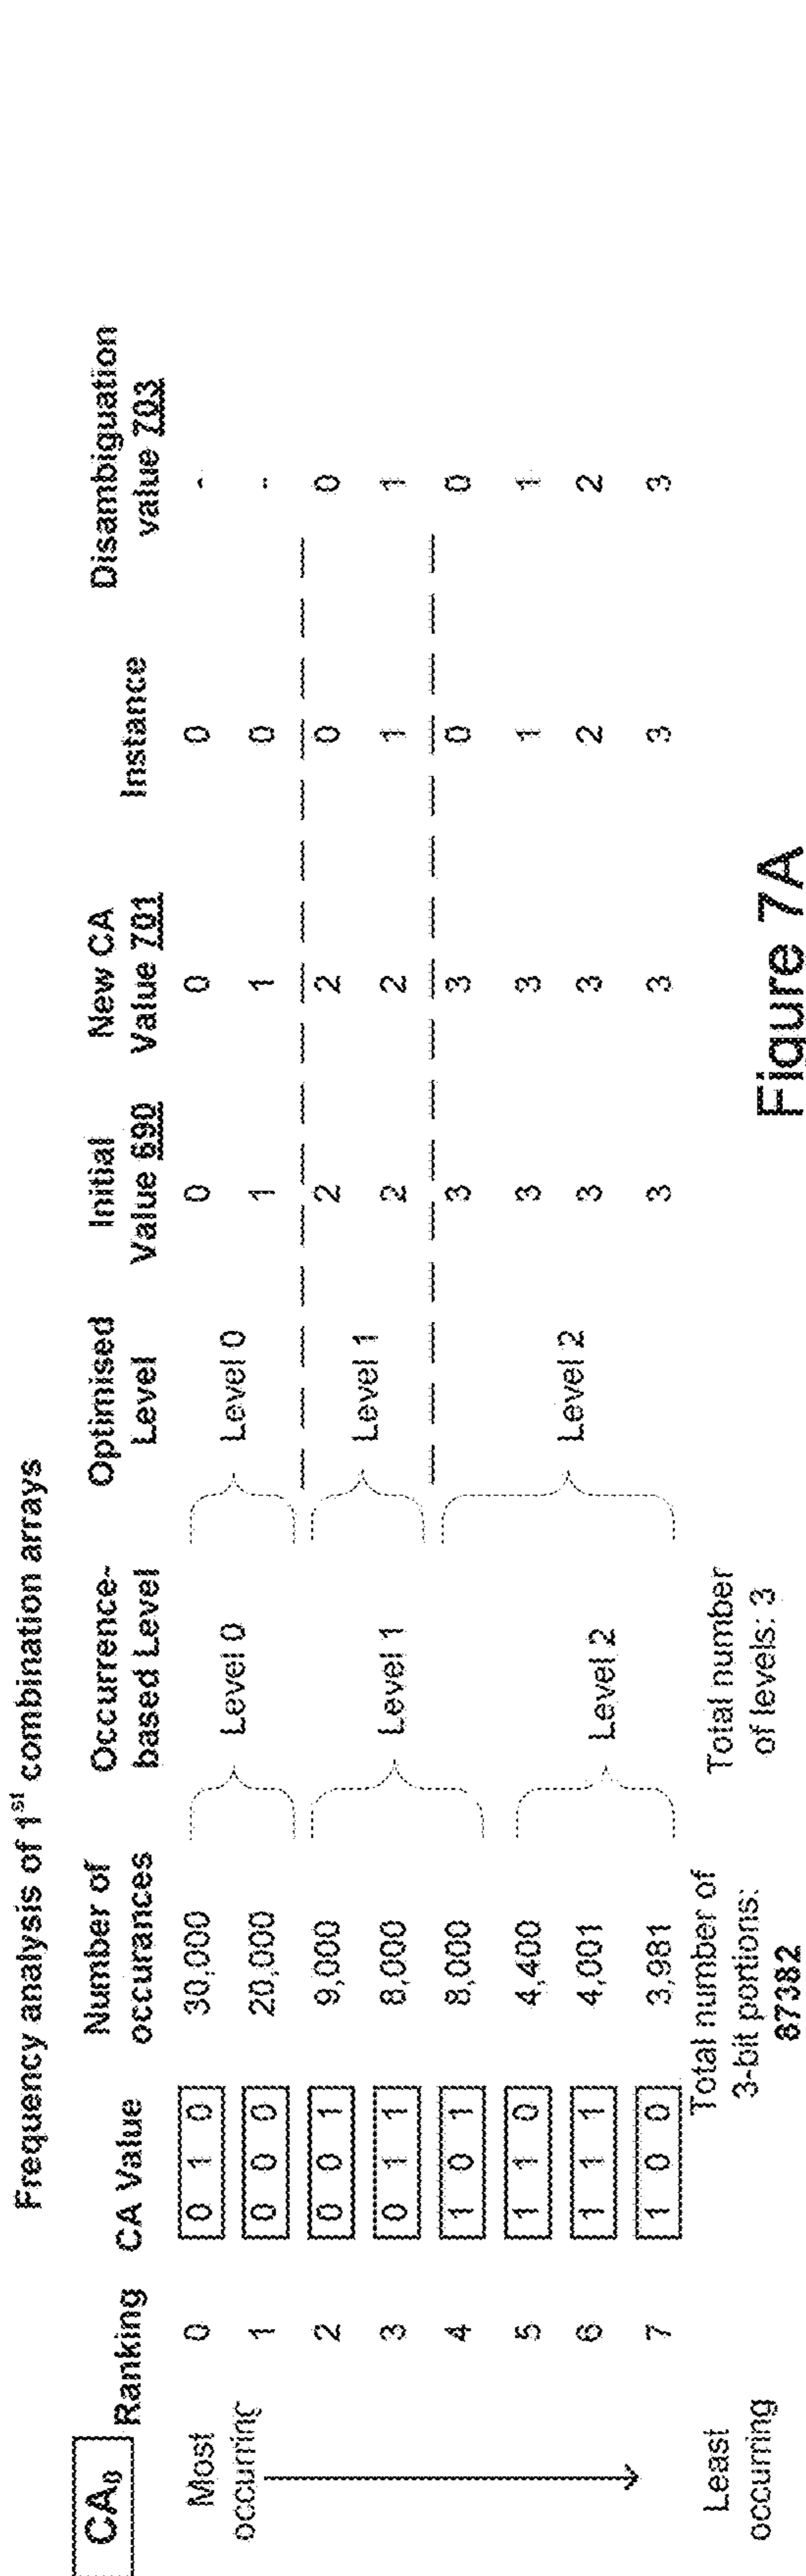 Frequency analysis of 1st combination arrays
CA0
Ranking CA Value Number of occurances Occurrence-based Level Optimised Level Initial Value 690 New CA Value 701 Instance Disambiguation value 703
Most occurring
0 0 1 0 30,000 0 0 0 -
1 0 0 0 20,000 1 1 0 -
Level 0 Level 0
2 0 0 1 9,000 2 2 0 0
3 0 1 1 8,000 2 2 1 1
Level 1 Level 1
4 1 0 1 8,000 3 3 0 0
5 1 1 0 4,400 3 3 1 1
6 1 1 1 4,001 3 3 2 2
Level 2 Level 2
7 1 0 0 3,981 3 3 3 3
Least occurring
Total number of 3-bit portions: 87382
Total number of levels: 3
Figure 7A